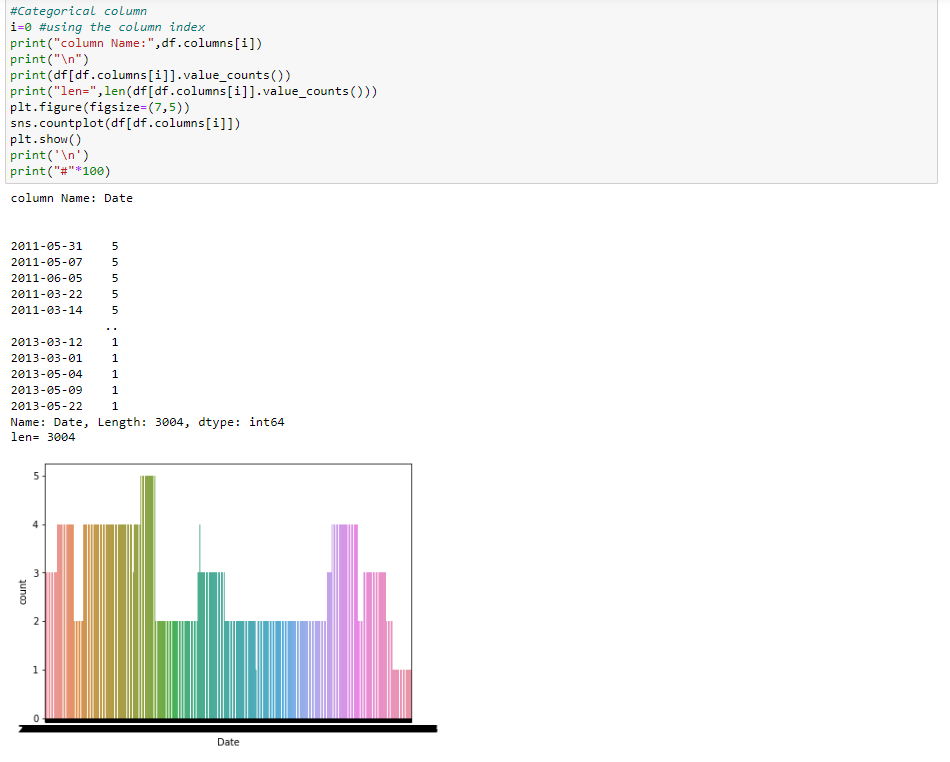 #Categorical column
i=0 #using the column index
print("column Name:",df.columns[i])
print("\n")
print(df[df.columns[i]].value_counts())
print("len=",len(df[df.columns[i]].value_counts()))
plt.figure(figsize=(7,5))
sns.countplot(df[df.columns[i]])
plt.show()
print('\n')
print("#"*100)
column Name: Date
2011-05-31    5
2011-05-07    5
2011-06-05    5
2011-03-22    5
2011-03-14    5
..
2013-03-12    1
2013-03-01    1
2013-05-04    1
2013-05-09    1
2013-05-22    1
Name: Date, Length: 3004, dtype: int64
len= 3004
5
4
3
2
1
0
count
Date